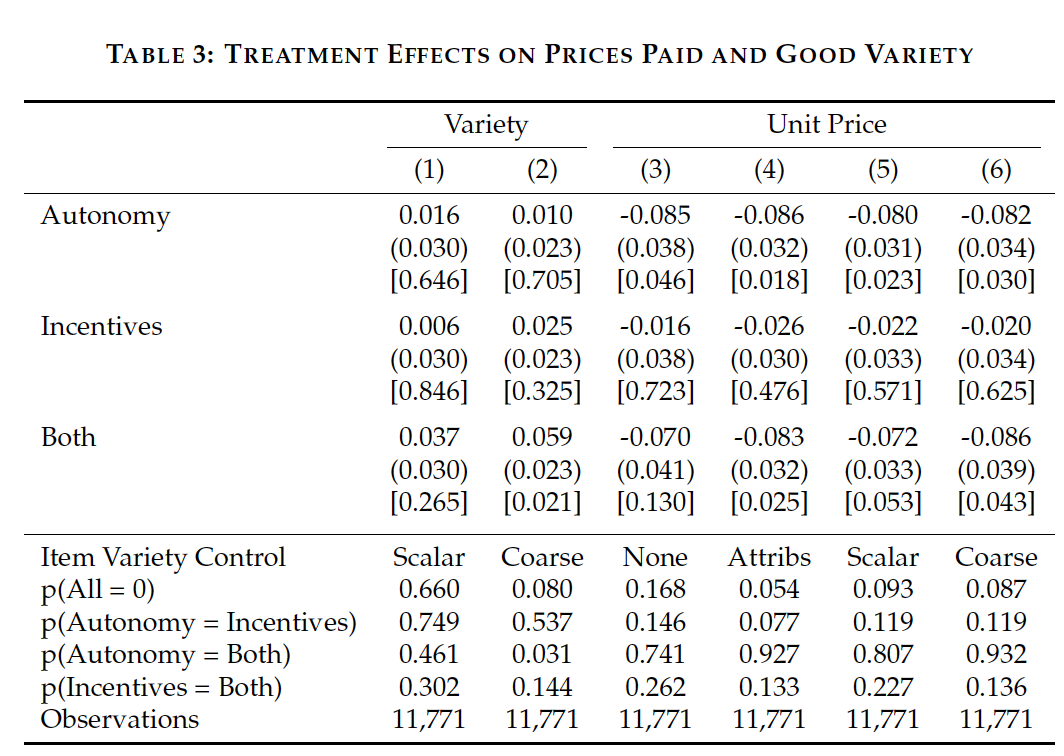 TABLE 3: TREATMENT EFFECTS ON PRICES PAID AND GOOD VARIETY
Variety Unit Price
(1) (2) (3) (4) (5) (6)
Autonomy 0.016 0.010 -0.085 -0.086 -0.080 -0.082
(0.030) (0.023) (0.038) (0.032) (0.031) (0.034)
[0.646] [0.705] [0.046] [0.018] [0.023] [0.030]
Incentives 0.006 0.025 -0.016 -0.026 -0.022 -0.020
(0.030) (0.023) (0.038) (0.030) (0.033) (0.034)
[0.846] [0.325] [0.723] [0.476] [0.571] [0.625]
Both 0.037 0.059 -0.070 -0.083 -0.072 -0.086
(0.030) (0.023) (0.041) (0.032) (0.033) (0.039)
[0.265] [0.021] [0.130] [0.025] [0.053] [0.043]
Item Variety Control Scalar Coarse None Attribs Scalar Coarse
p(All = 0) 0.660 0.080 0.168 0.054 0.093 0.087
p(Autonomy = Incentives) 0.749 0.537 0.146 0.077 0.119 0.119
p(Autonomy = Both) 0.461 0.031 0.741 0.927 0.807 0.932
p(Incentives = Both) 0.302 0.144 0.262 0.133 0.227 0.136
Observations 11,771 11,771 11,771 11,771 11,771 11,771